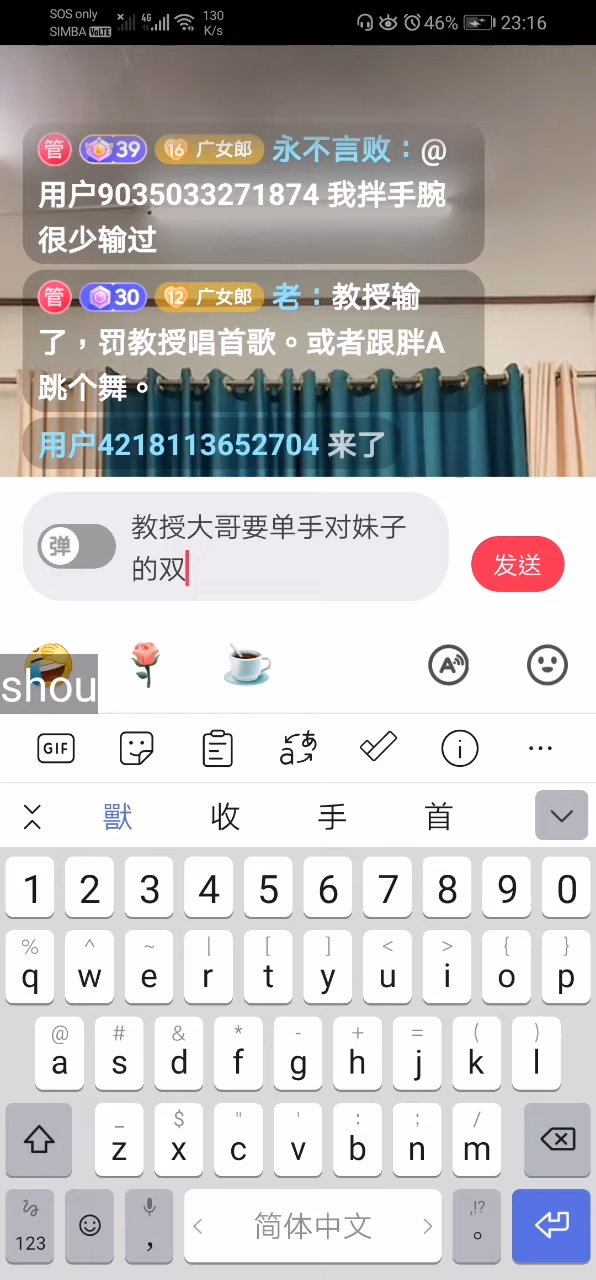 SOS only
SIMBA VoLTE
4G
130
K/s
46%
23:16
管 39 16 广女郎 永不言败：@
用户9035033271874 我拌手腕
很少输过
管 30 12 广女郎 老：教授输
了，罚教授唱首歌。或者跟胖A
跳个舞。
用户4218113652704 来了
弹
教授大哥要单手对妹子
的双
发送
shou
GIF
獸 收 手 首
1 2 3 4 5 6 7 8 9 0
% ^ ~ | [ ] < > { }
q w e r t y u i o p
@ # & * - + = ( )
a s d f g h j k l
_ $ " ' : ; /
z x c v b n m
123 , < 简体中文 > ,!? 。